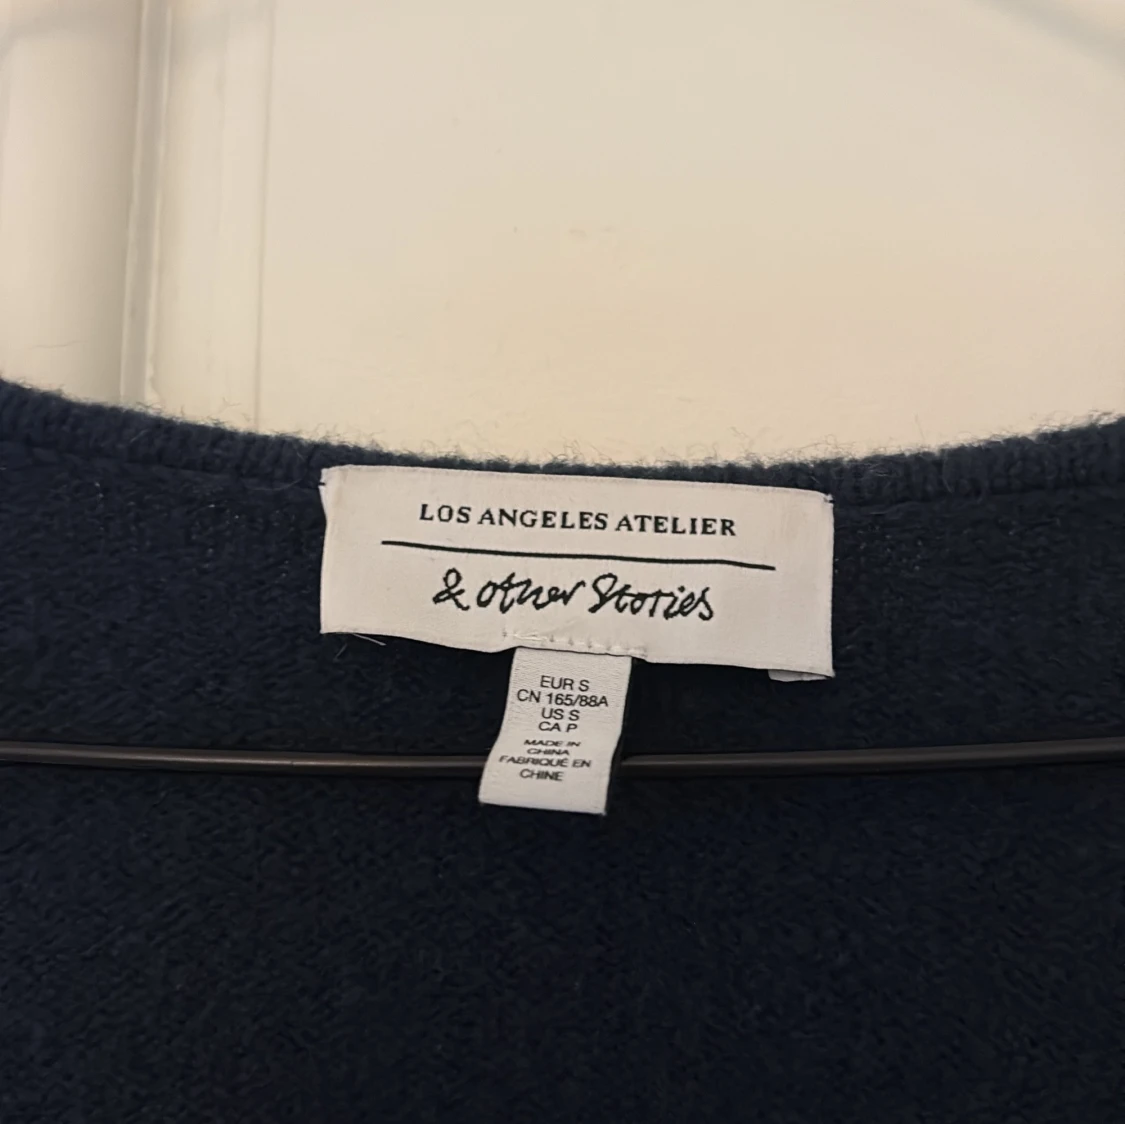 LOS ANGELES ATELIER
& other Stories
EUR S
CN 165/88A
US S
CA P
MADE IN
CHINA
FABRIQUÉ EN
CHINE